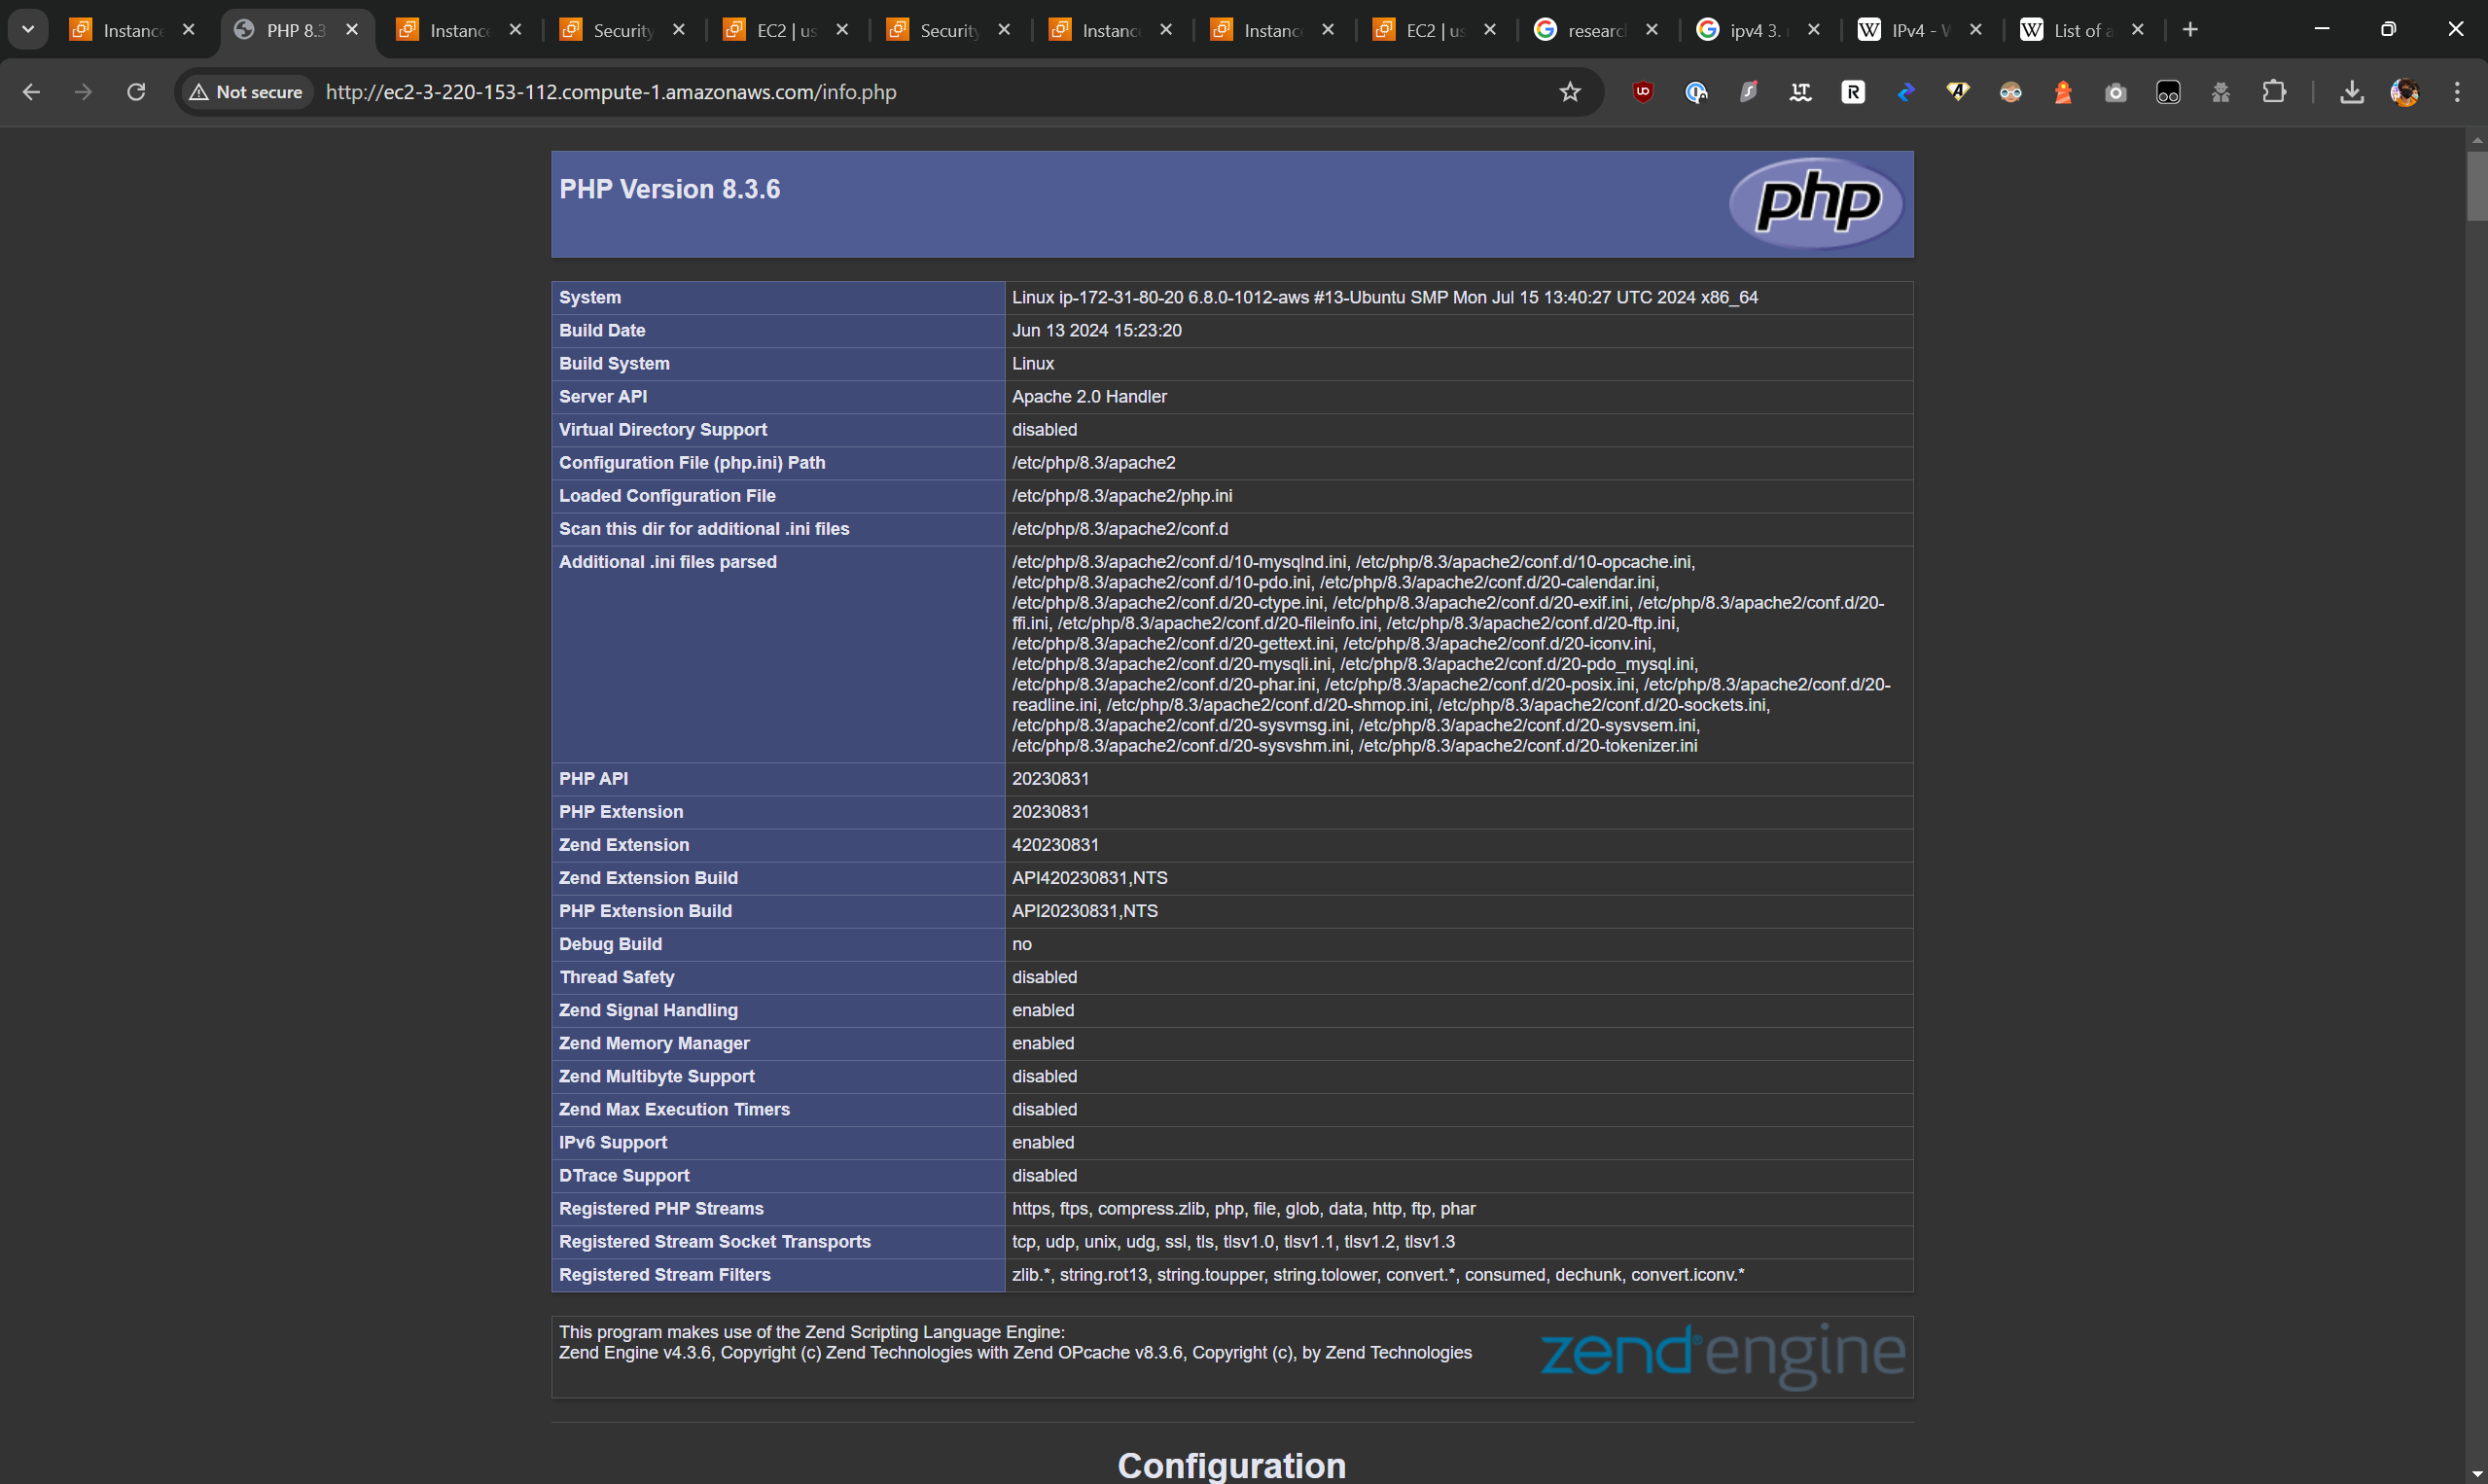 Instanc
PHP 8.3
Instanc
Security
EC2 | us
Security
Instanc
Instanc
EC2 | us
researc
ipv4 3.
IPv4 - W
List of a
Not secure http://ec2-3-220-153-112.compute-1.amazonaws.com/info.php
PHP Version 8.3.6
php
System Linux ip-172-31-80-20 6.8.0-1012-aws #13-Ubuntu SMP Mon Jul 15 13:40:27 UTC 2024 x86_64
Build Date Jun 13 2024 15:23:20
Build System Linux
Server API Apache 2.0 Handler
Virtual Directory Support disabled
Configuration File (php.ini) Path /etc/php/8.3/apache2
Loaded Configuration File /etc/php/8.3/apache2/php.ini
Scan this dir for additional .ini files /etc/php/8.3/apache2/conf.d
Additional .ini files parsed /etc/php/8.3/apache2/conf.d/10-mysqlnd.ini, /etc/php/8.3/apache2/conf.d/10-opcache.ini,
/etc/php/8.3/apache2/conf.d/10-pdo.ini, /etc/php/8.3/apache2/conf.d/20-calendar.ini,
/etc/php/8.3/apache2/conf.d/20-ctype.ini, /etc/php/8.3/apache2/conf.d/20-exif.ini, /etc/php/8.3/apache2/conf.d/20-
ffi.ini, /etc/php/8.3/apache2/conf.d/20-fileinfo.ini, /etc/php/8.3/apache2/conf.d/20-ftp.ini,
/etc/php/8.3/apache2/conf.d/20-gettext.ini, /etc/php/8.3/apache2/conf.d/20-iconv.ini,
/etc/php/8.3/apache2/conf.d/20-mysqli.ini, /etc/php/8.3/apache2/conf.d/20-pdo_mysql.ini,
/etc/php/8.3/apache2/conf.d/20-phar.ini, /etc/php/8.3/apache2/conf.d/20-posix.ini, /etc/php/8.3/apache2/conf.d/20-
readline.ini, /etc/php/8.3/apache2/conf.d/20-shmop.ini, /etc/php/8.3/apache2/conf.d/20-sockets.ini,
/etc/php/8.3/apache2/conf.d/20-sysvmsg.ini, /etc/php/8.3/apache2/conf.d/20-sysvsem.ini,
/etc/php/8.3/apache2/conf.d/20-sysvshm.ini, /etc/php/8.3/apache2/conf.d/20-tokenizer.ini
PHP API 20230831
PHP Extension 20230831
Zend Extension 420230831
Zend Extension Build API420230831,NTS
PHP Extension Build API20230831,NTS
Debug Build no
Thread Safety disabled
Zend Signal Handling enabled
Zend Memory Manager enabled
Zend Multibyte Support disabled
Zend Max Execution Timers disabled
IPv6 Support enabled
DTrace Support disabled
Registered PHP Streams https, ftps, compress.zlib, php, file, glob, data, http, ftp, phar
Registered Stream Socket Transports tcp, udp, unix, udg, ssl, tls, tlsv1.0, tlsv1.1, tlsv1.2, tlsv1.3
Registered Stream Filters zlib.*, string.rot13, string.toupper, string.tolower, convert.*, consumed, dechunk, convert.iconv.*
This program makes use of the Zend Scripting Language Engine:
Zend Engine v4.3.6, Copyright (c) Zend Technologies with Zend OPcache v8.3.6, Copyright (c), by Zend Technologies
zend®engine
Configuration